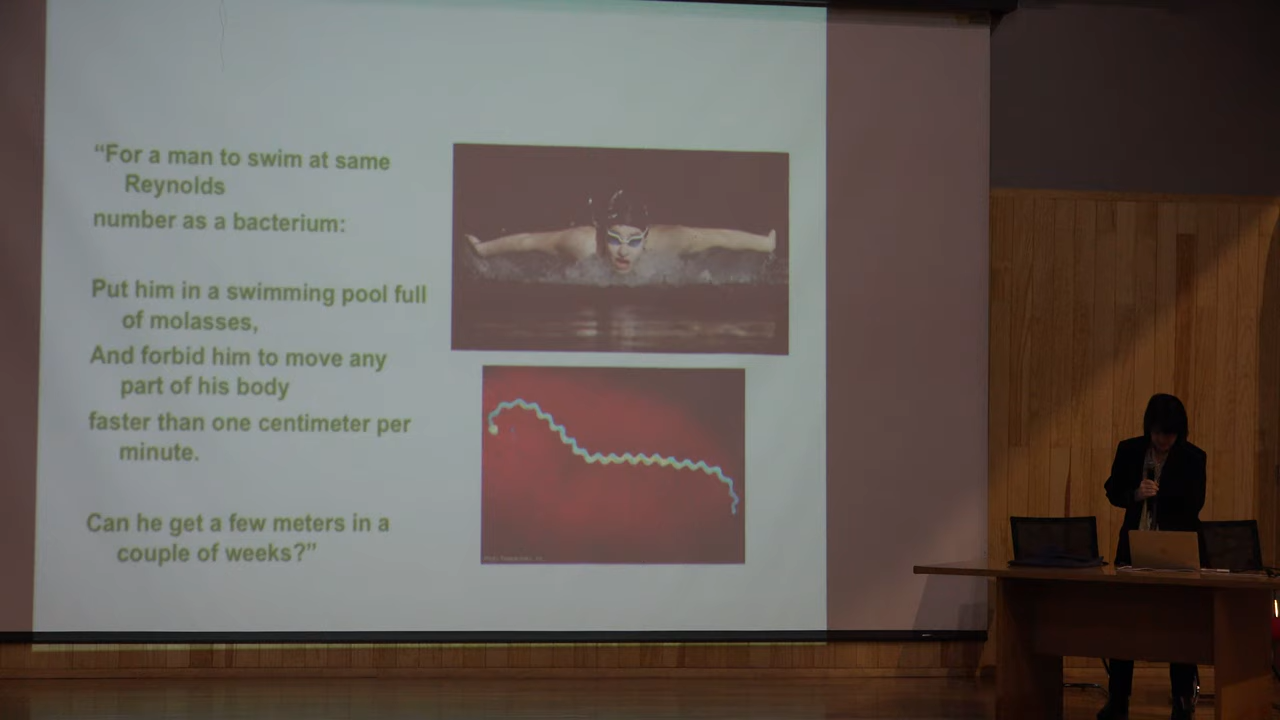 “For a man to swim at same
Reynolds
number as a bacterium:
Put him in a swimming pool full
of molasses,
And forbid him to move any
part of his body
faster than one centimeter per
minute.
Can he get a few meters in a
couple of weeks?”